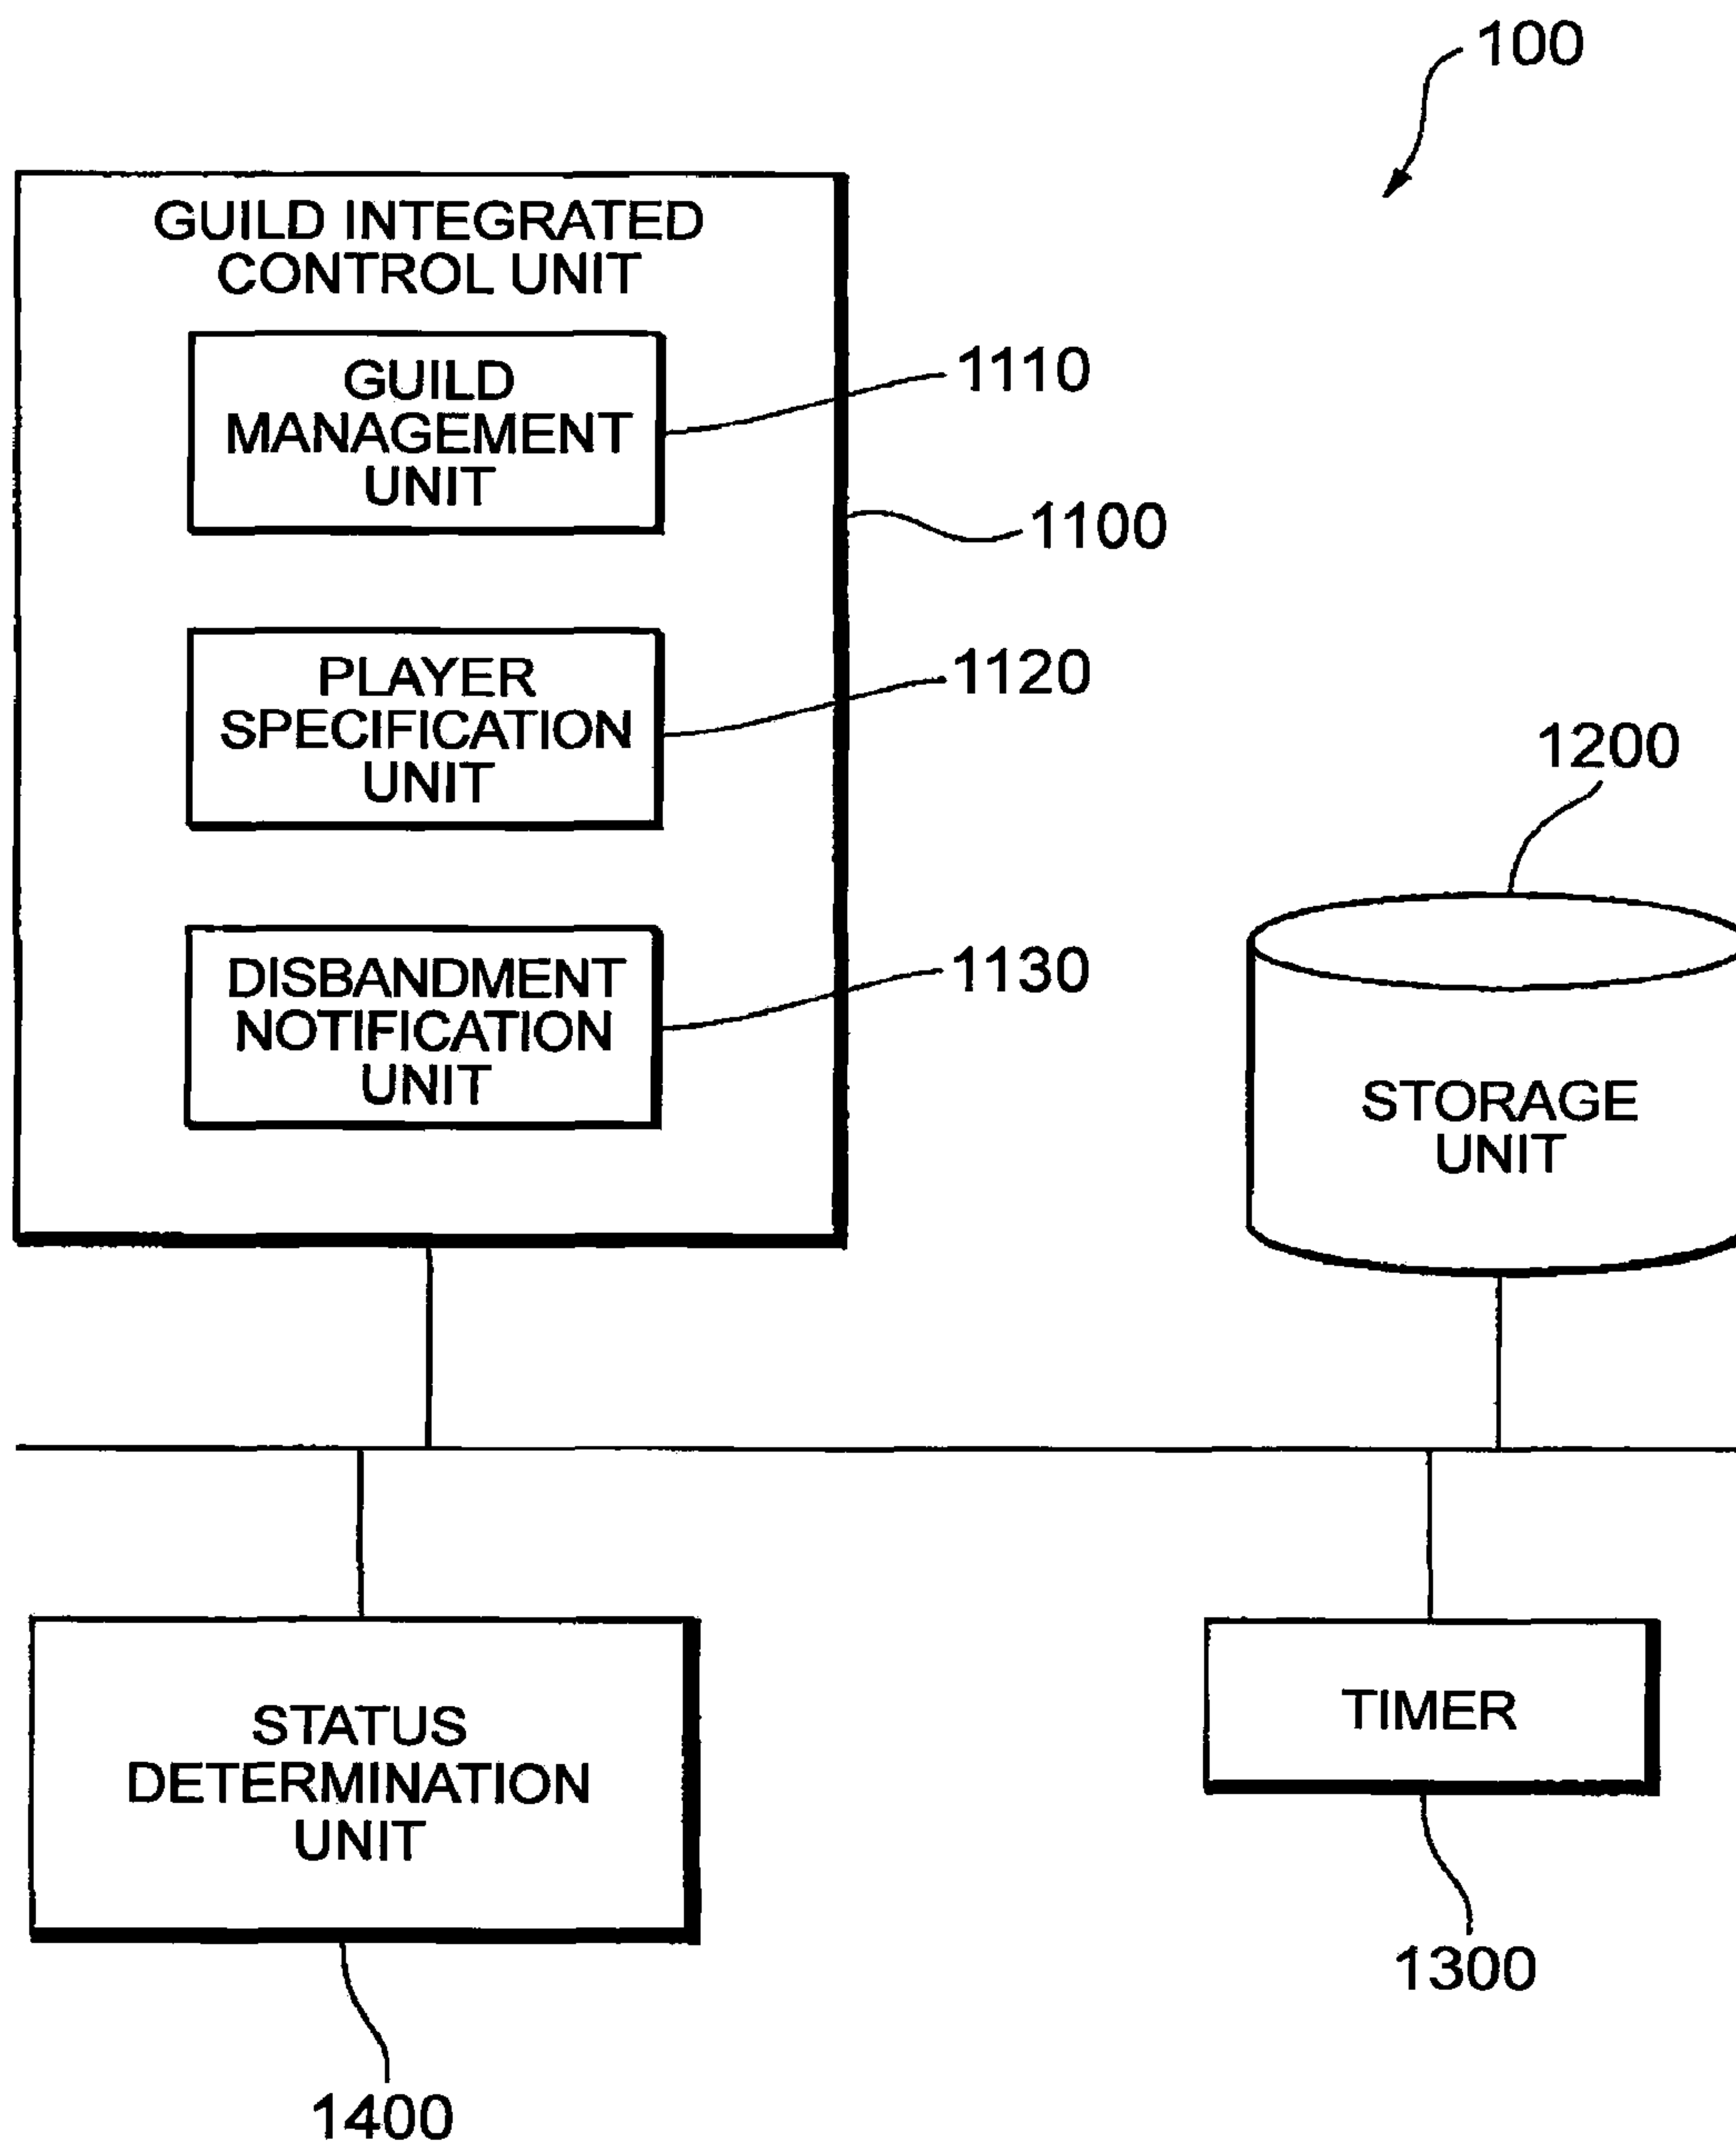 100
GUILD INTEGRATED
CONTROL UNIT
GUILD
MANAGEMENT
UNIT
1110
1100
PLAYER
SPECIFICATION
UNIT
1120
1200
DISBANDMENT
NOTIFICATION
UNIT
1130
STORAGE
UNIT
STATUS
DETERMINATION
UNIT
TIMER
1300
1400